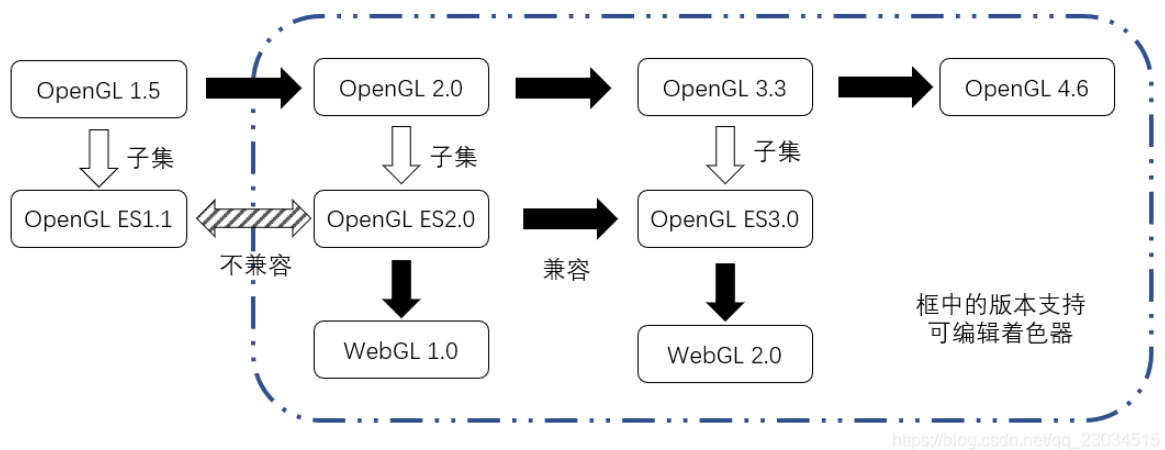 OpenGL 1.5
OpenGL 2.0
OpenGL 3.3
OpenGL 4.6
子集
子集
子集
OpenGL ES1.1
OpenGL ES2.0
OpenGL ES3.0
不兼容
兼容
WebGL 1.0
WebGL 2.0
框中的版本支持
可编辑着色器
https://blog.csdn.net/qq_23034515